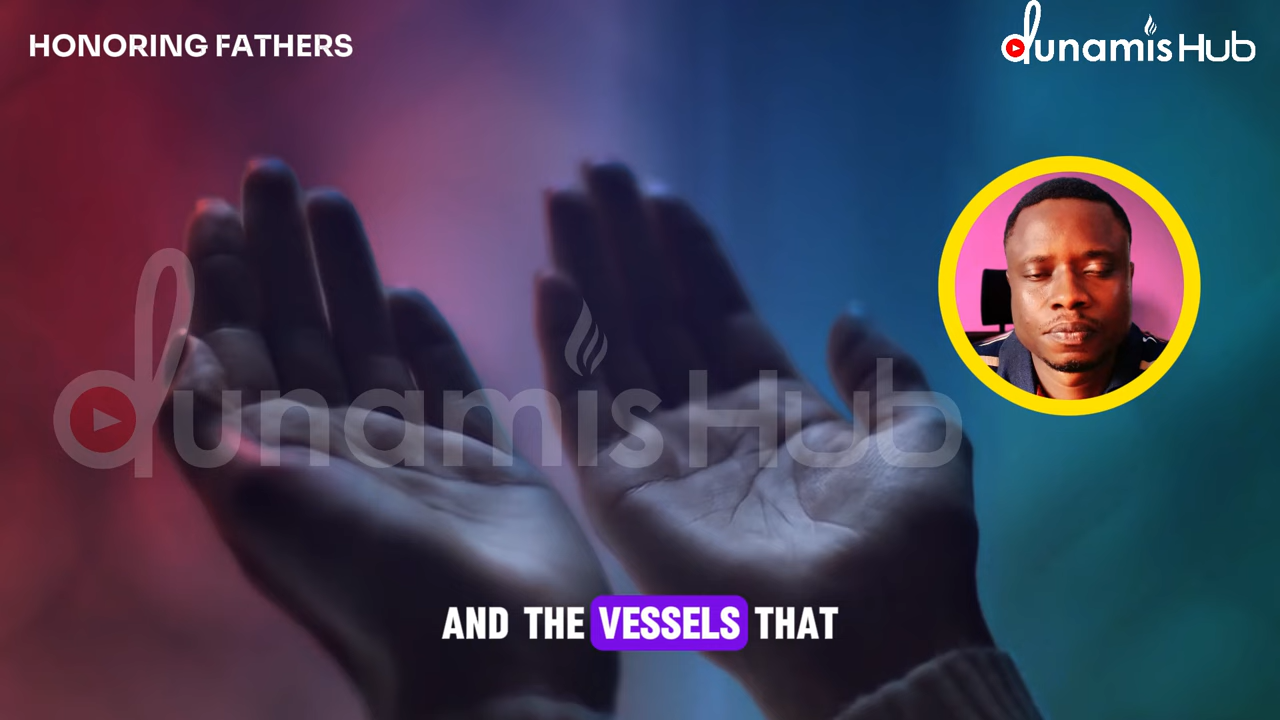 HONORING FATHERS
dunamis Hub
dunamis Hub
AND THE VESSELS THAT